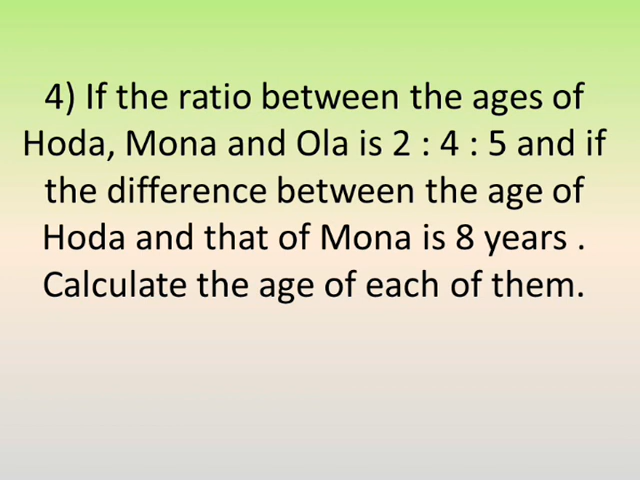 4) If the ratio between the ages of
Hoda, Mona and Ola is 2 : 4 : 5 and if
the difference between the age of
Hoda and that of Mona is 8 years .
Calculate the age of each of them.